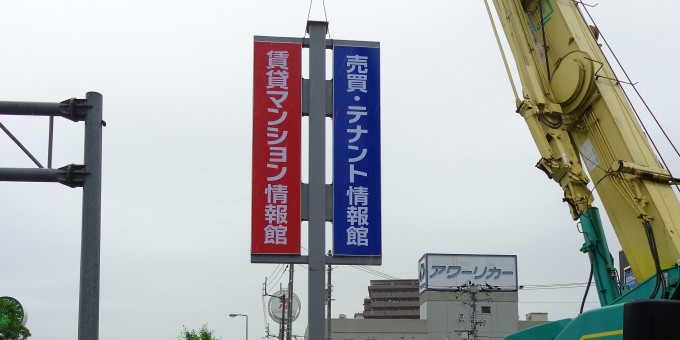 賃貸マンション情報館
売買・テナント情報館
アワーリカー